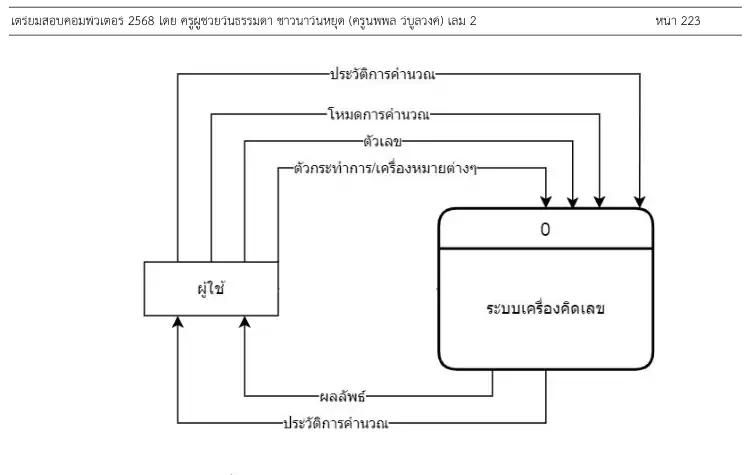 เตรียมสอบคอมพิวเตอร์ 2568 โดย ครูผู้ช่วยวันธรรมดา ชาวนาวันหยุด (ครูนพพล วิบูลวงค์) เล่ม 2 หน้า 223
ประวัติการคำนวณ
โหมดการคำนวณ
ตัวเลข
ตัวกระทำการ/เครื่องหมายต่างๆ
0
ผู้ใช้
ระบบเครื่องคิดเลข
ผลลัพธ์
ประวัติการคำนวณ